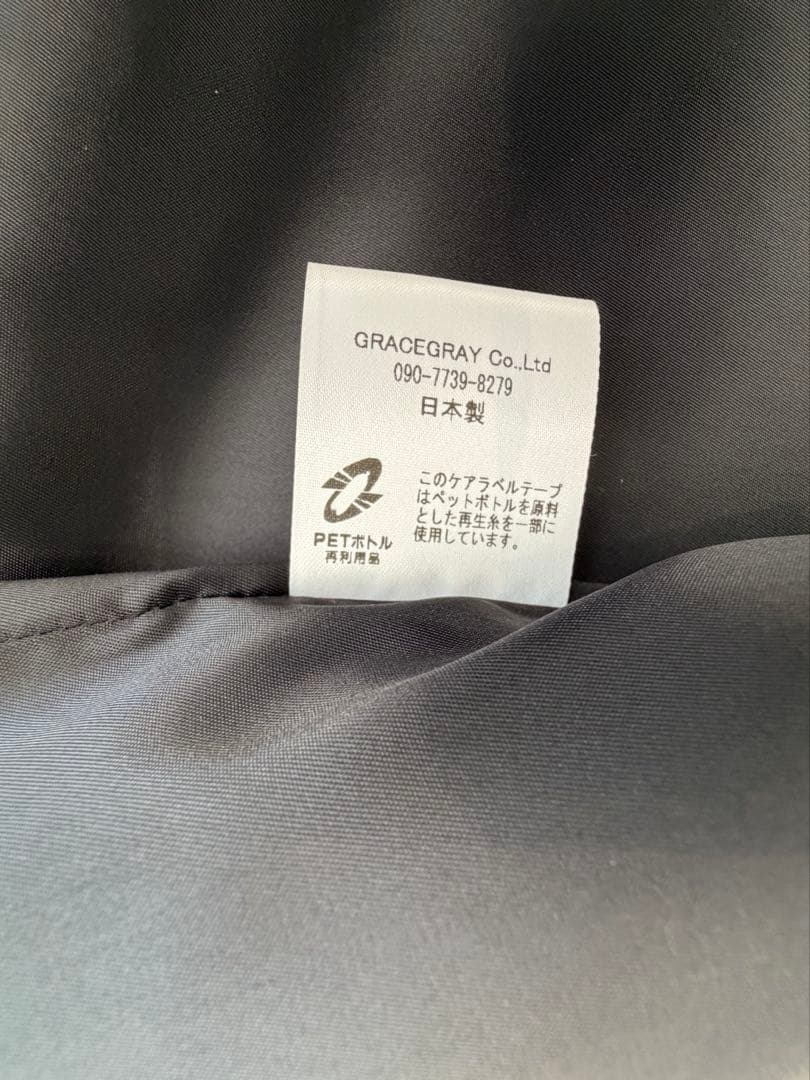 GRACEGRAY Co.,Ltd
090-7739-8279
日本製
PETボトル
再利用品
このケアラベルテープ
はペットボトルを原料
とした再生糸を一部に
使用しています。